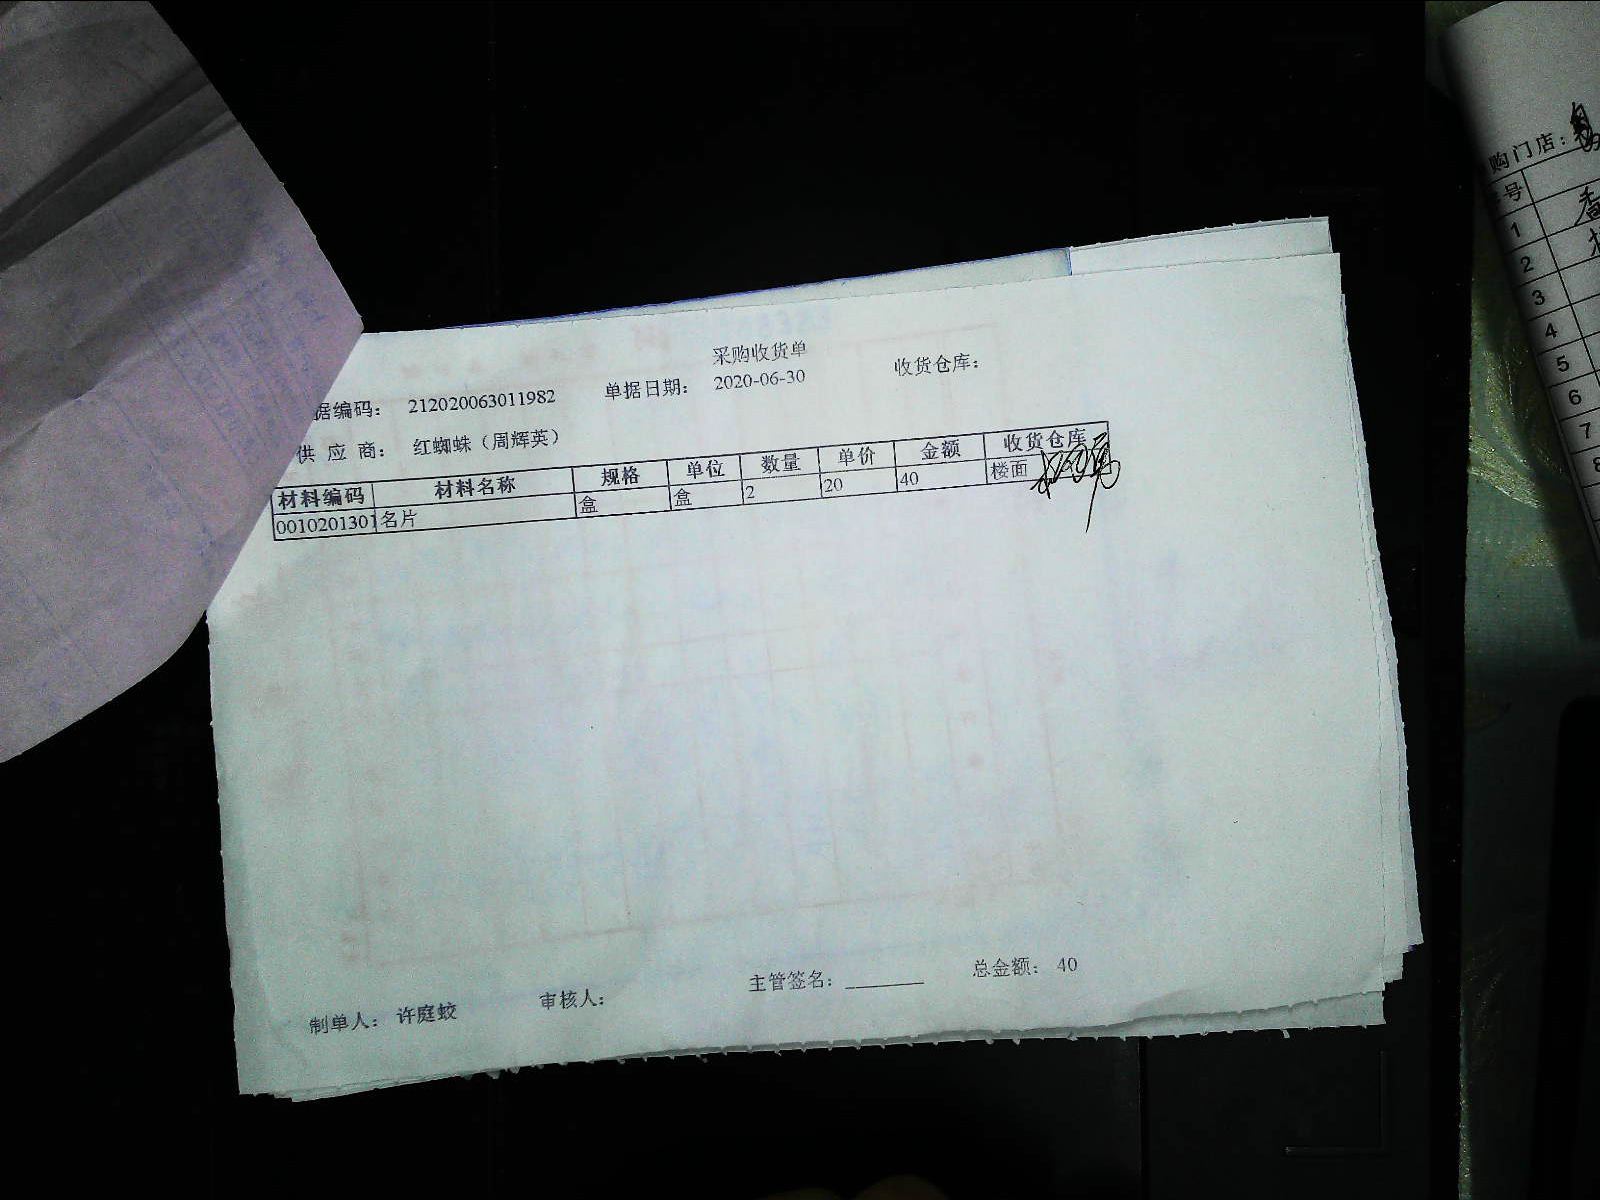 采购收货单
据编码： 212020063011982 单据日期： 2020-06-30 收货仓库：
供 应 商： 红蜘蛛（周辉英）
材料编码 材料名称 规格 单位 数量 单价 金额 收货仓库
0010201301 名片 盒 盒 2 20 40 楼面
制单人： 许庭蛟 审核人： 主管签名：________ 总金额： 40
购门店：
号
1
2
3
4
5
6
7
8